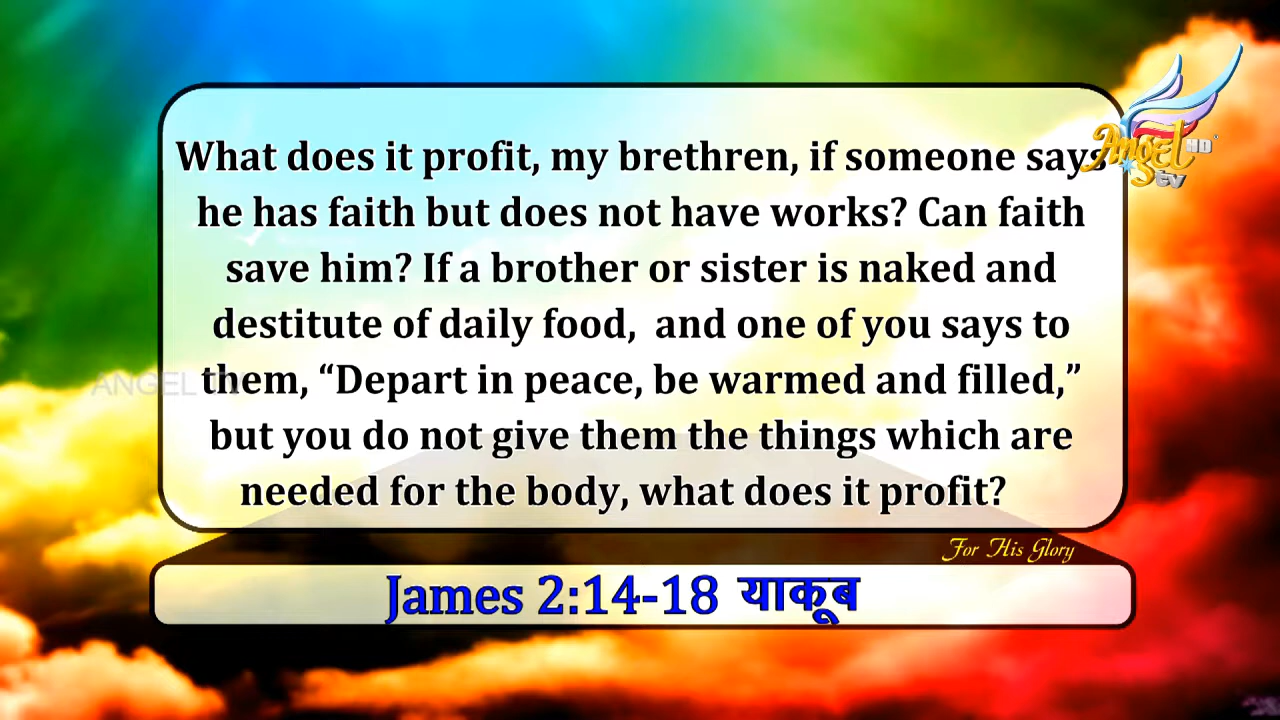 What does it profit, my brethren, if someone says
he has faith but does not have works? Can faith
save him? If a brother or sister is naked and
destitute of daily food, and one of you says to
them, “Depart in peace, be warmed and filled,”
but you do not give them the things which are
needed for the body, what does it profit?
For His Glory
James 2:14-18 याकूब
Angel HD
tv
ANGEL TV